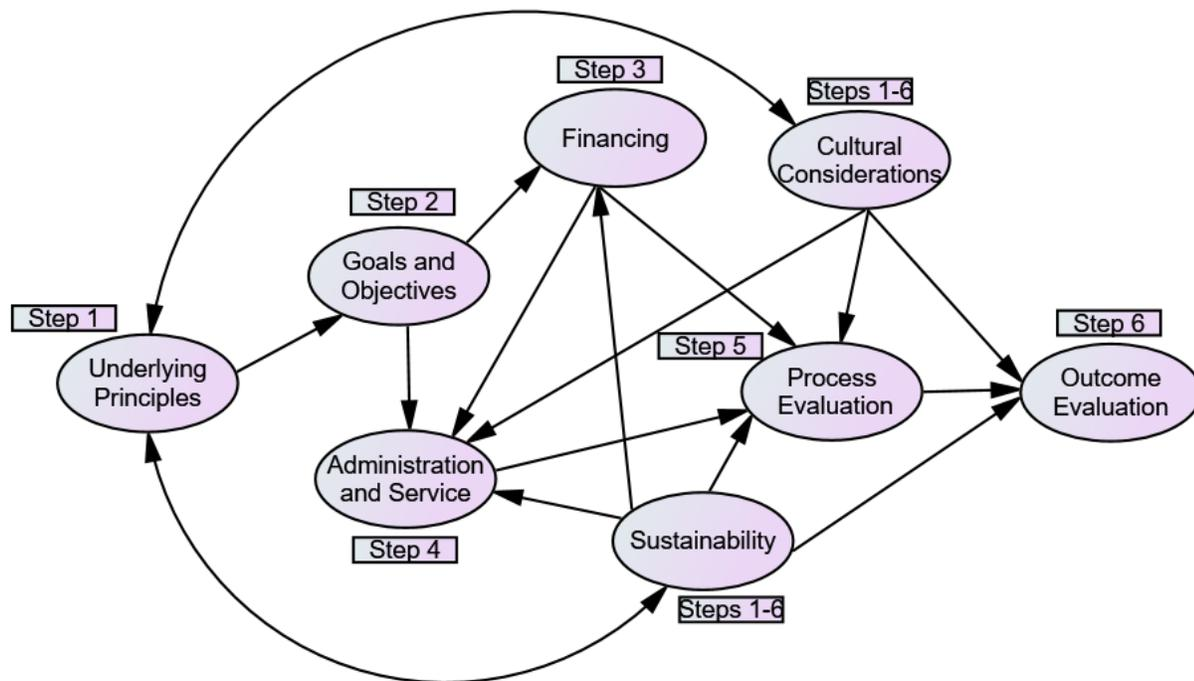 Step 3
Financing
Steps 1-6
Cultural
Considerations
Step 2
Goals and
Objectives
Step 1
Underlying
Principles
Step 5
Process
Evaluation
Step 6
Outcome
Evaluation
Administration
and Service
Step 4
Sustainability
Steps 1-6